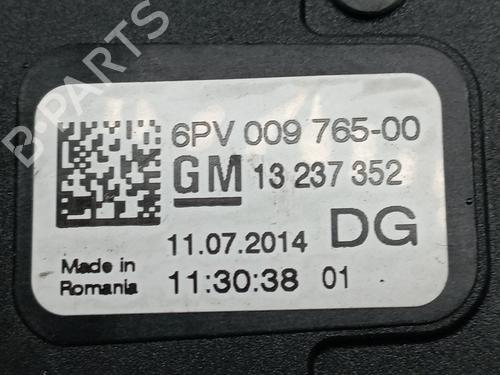 B-PARTS
6PV 009 765-00
GM 13 237 352
11.07.2014 DG
Made in
Romania
11:30:38 01